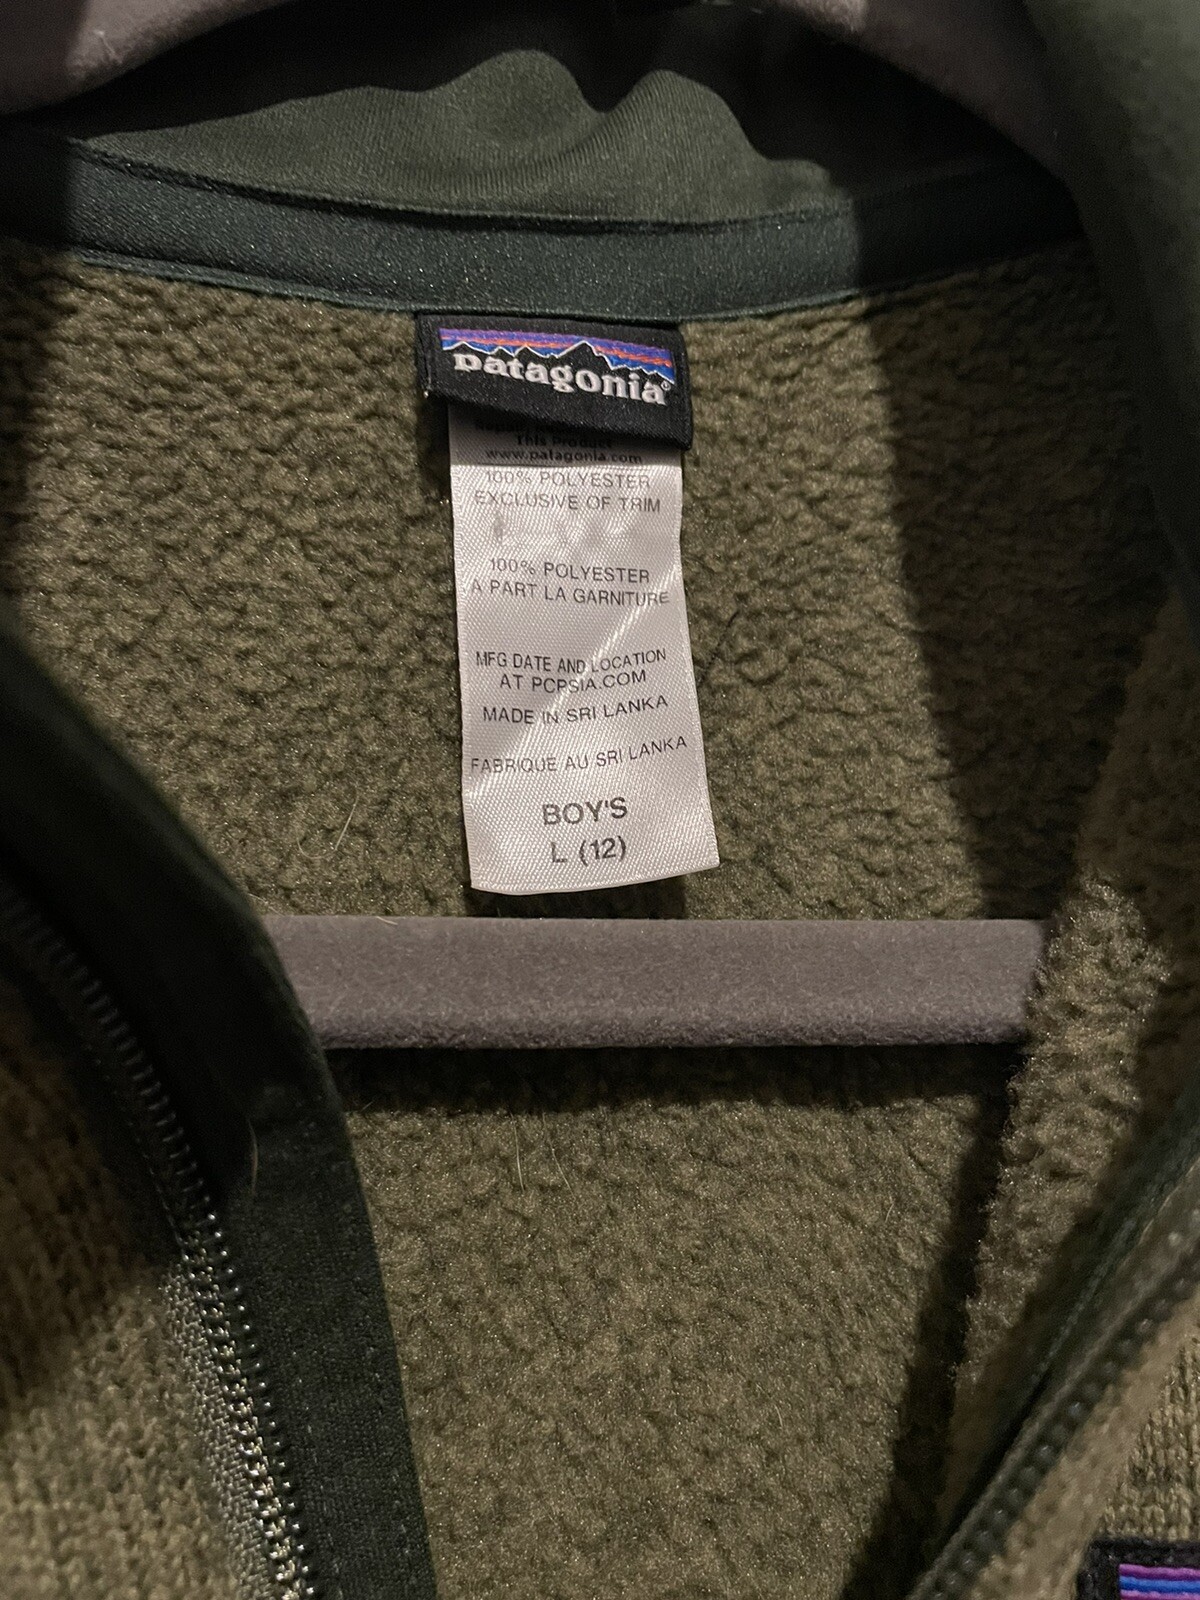 patagonia®
This Product
www.patagonia.com
100% POLYESTER
EXCLUSIVE OF TRIM
100% POLYESTER
A PART LA GARNITURE
MFG DATE AND LOCATION
AT PCPSIA.COM
MADE IN SRI LANKA
FABRIQUE AU SRI LANKA
BOY'S
L (12)